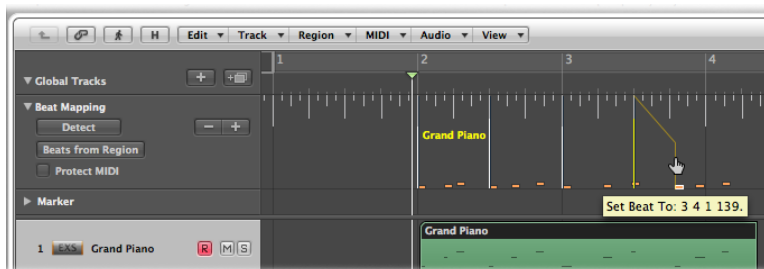 H Edit Track Region MIDI Audio View
1 2 3 4
Global Tracks
Beat Mapping
Detect
Grand Piano
Beats from Region
Protect MIDI
Marker
Set Beat To: 3 4 1 139.
Grand Piano
1 EXS Grand Piano R M S